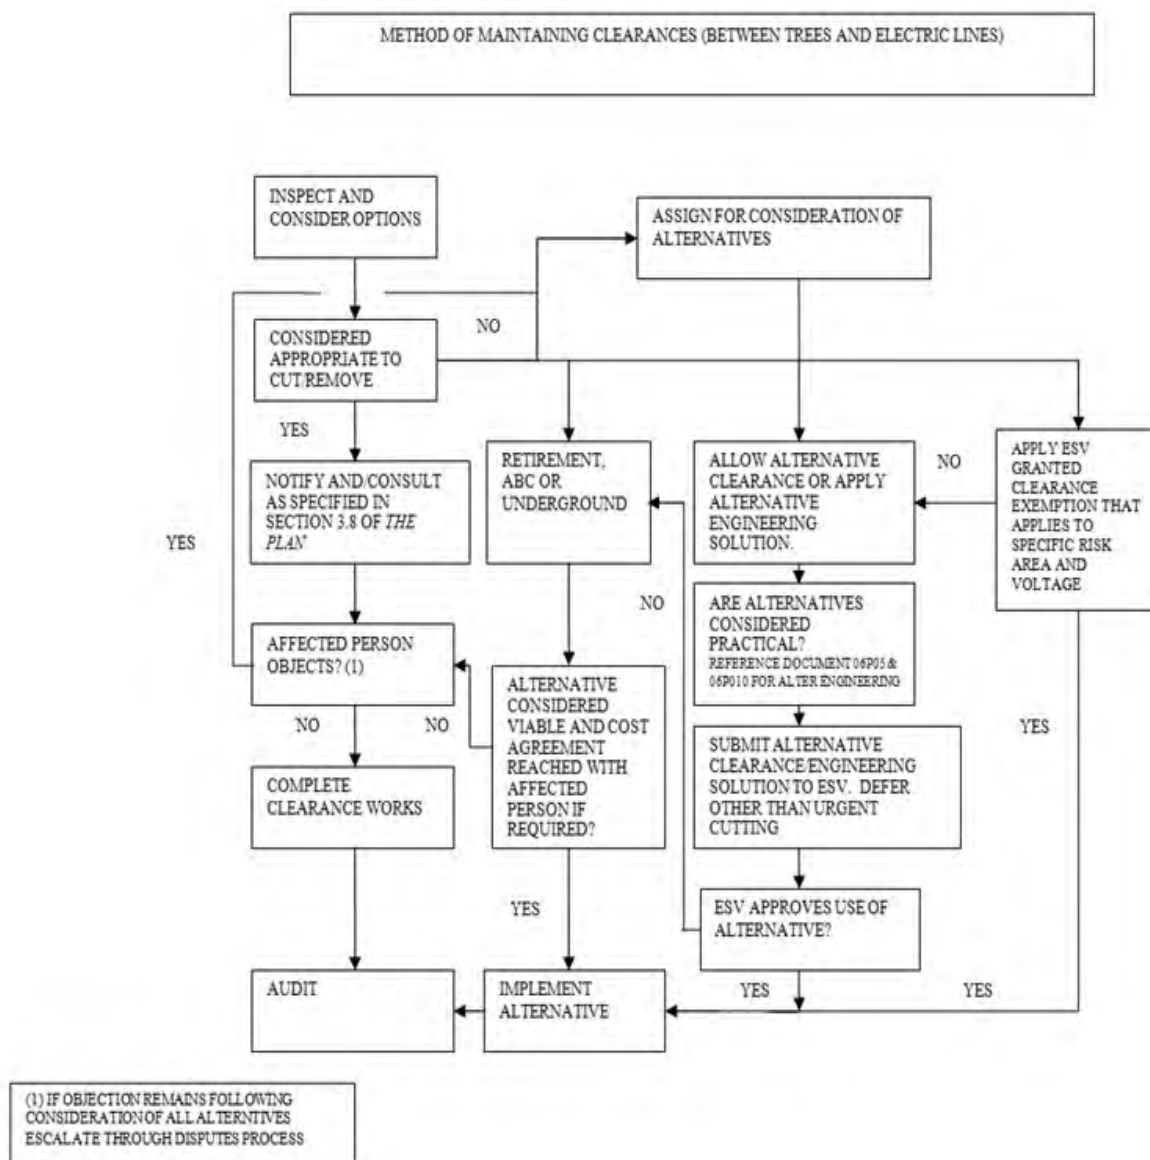 METHOD OF MAINTAINING CLEARANCES (BETWEEN TREES AND ELECTRIC LINES)
INSPECT AND
CONSIDER OPTIONS
ASSIGN FOR CONSIDERATION OF
ALTERNATIVES
NO
CONSIDERED
APPROPRIATE TO
CUT/REMOVE
YES
NOTIFY AND/CONSULT
AS SPECIFIED IN
SECTION 3.8 OF THE
PLAN
RETIREMENT,
ABC OR
UNDERGROUND
ALLOW ALTERNATIVE
CLEARANCE OR APPLY
ALTERNATIVE
ENGINEERING
SOLUTION.
NO
APPLY ESV
GRANTED
CLEARANCE
EXEMPTION THAT
APPLIES TO
SPECIFIC RISK
AREA AND
VOLTAGE
YES
NO
ARE ALTERNATIVES
CONSIDERED
PRACTICAL?
REFERENCE DOCUMENT 06P05 &
06P010 FOR ALTER ENGINEERING
AFFECTED PERSON
OBJECTS? (1)
NO
NO
ALTERNATIVE
CONSIDERED
VIABLE AND COST
AGREEMENT
REACHED WITH
AFFECTED
PERSON IF
REQUIRED?
SUBMIT ALTERNATIVE
CLEARANCE/ENGINEERING
SOLUTION TO ESV. DEFER
OTHER THAN URGENT
CUTTING
YES
COMPLETE
CLEARANCE WORKS
YES
ESV APPROVES USE OF
ALTERNATIVE?
AUDIT
IMPLEMENT
ALTERNATIVE
YES
YES
(1) IF OBJECTION REMAINS FOLLOWING
CONSIDERATION OF ALL ALTERNTIVES
ESCALATE THROUGH DISPUTES PROCESS